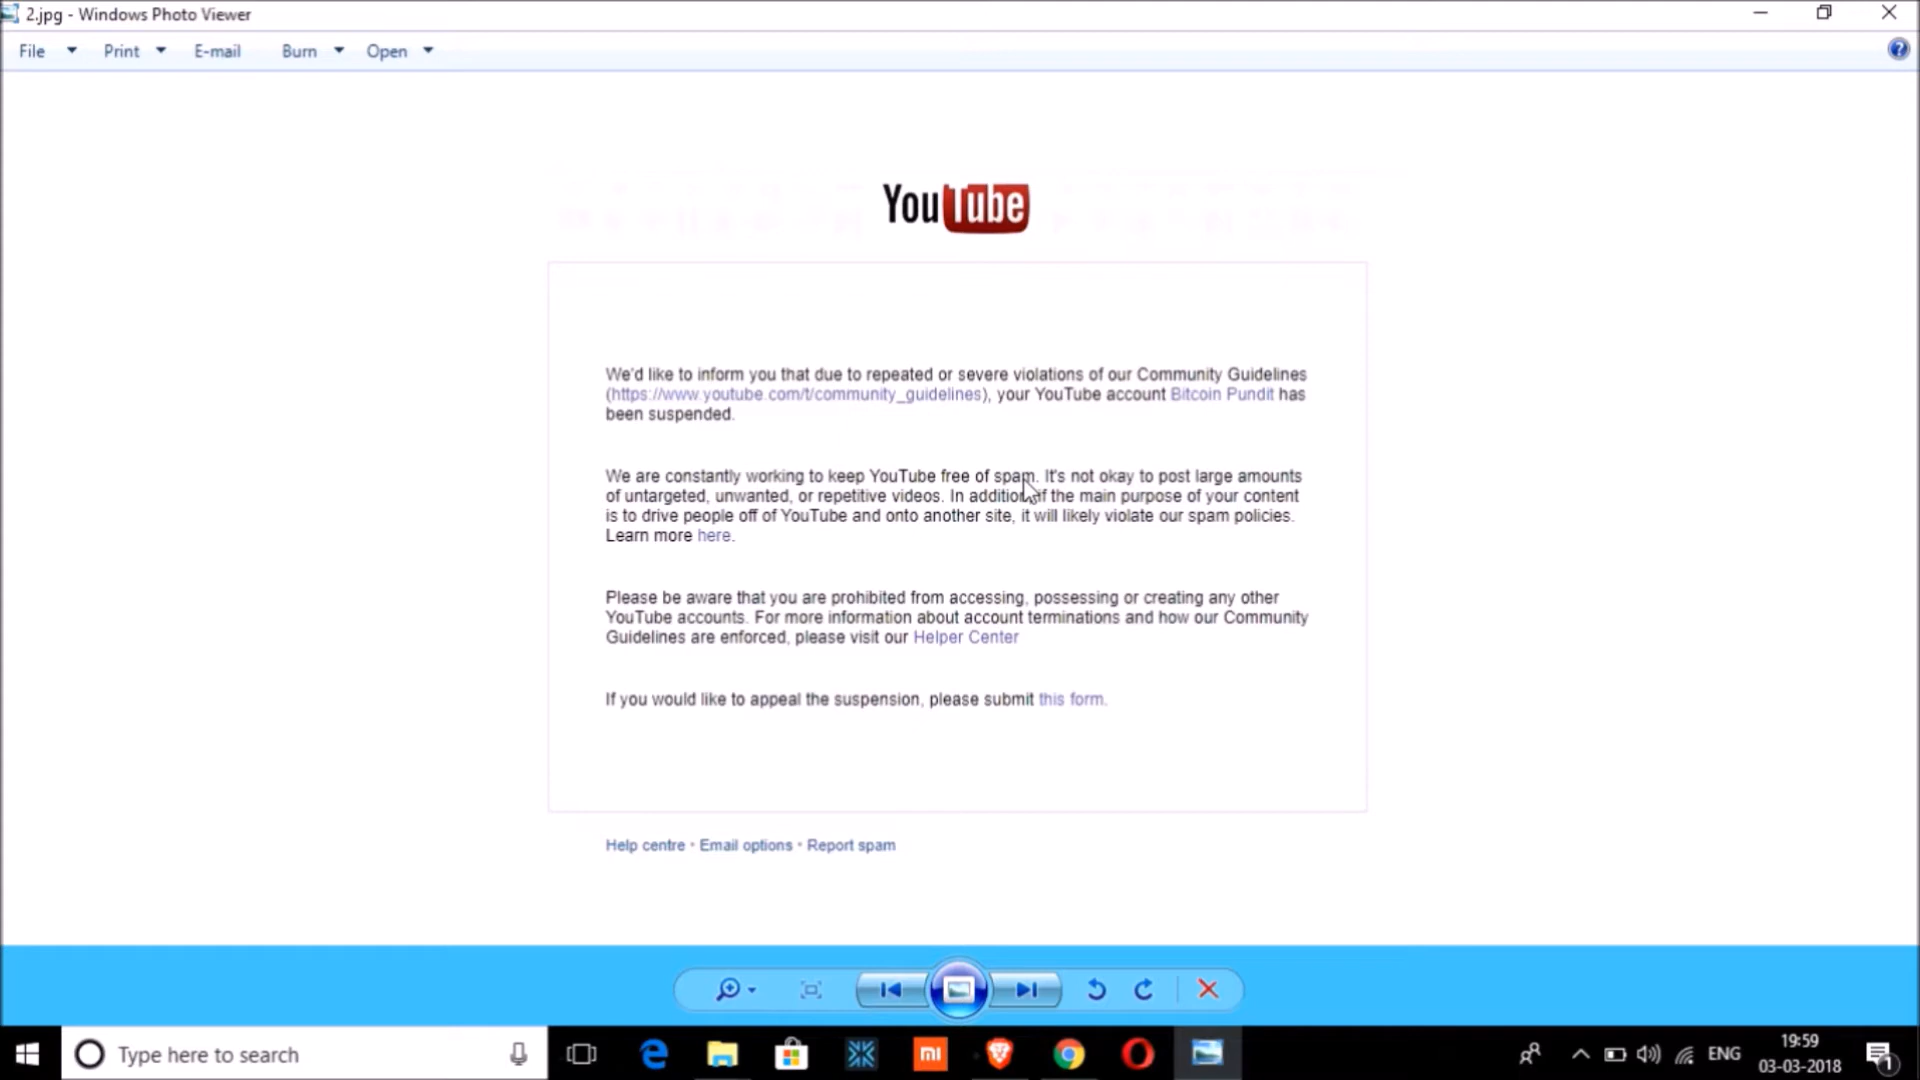 2.jpg - Windows Photo Viewer
File Print E-mail Burn Open
YouTube
We'd like to inform you that due to repeated or severe violations of our Community Guidelines
(https://www.youtube.com/t/community_guidelines), your YouTube account Bitcoin Pundit has
been suspended.
We are constantly working to keep YouTube free of spam. It's not okay to post large amounts
of untargeted, unwanted, or repetitive videos. In addition if the main purpose of your content
is to drive people off of YouTube and onto another site, it will likely violate our spam policies.
Learn more here.
Please be aware that you are prohibited from accessing, possessing or creating any other
YouTube accounts. For more information about account terminations and how our Community
Guidelines are enforced, please visit our Helper Center
If you would like to appeal the suspension, please submit this form.
Help centre • Email options • Report spam
Type here to search
mi
ENG
19:59
03-03-2018
1